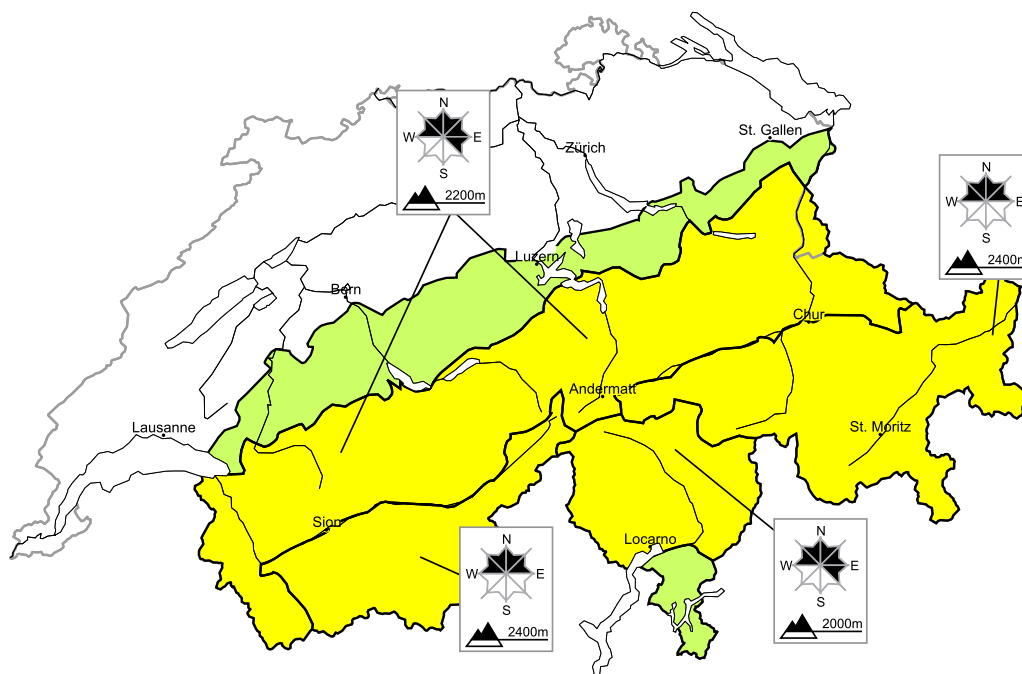 N
W E
S
2200m
St. Gallen
Zürich
N
W E
S
2400m
Luzern
Bern
Chur
Andermatt
Lausanne
St. Moritz
Sion
N
W E
S
2400m
Locarno
N
W E
S
2000m